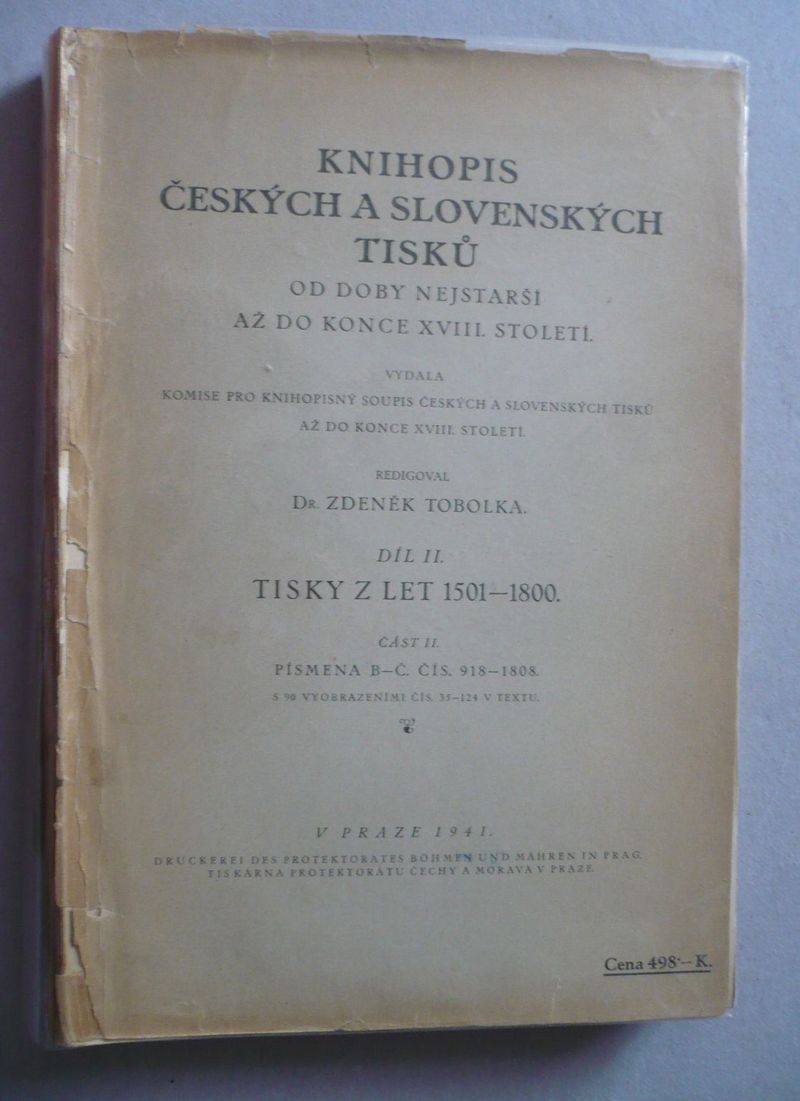 KNIHOPIS
ČESKÝCH A SLOVENSKÝCH
TISKŮ
OD DOBY NEJSTARŠÍ
AŽ DO KONCE XVIII. STOLETÍ.
VYDALA
KOMISE PRO KNIHOPISNÝ SOUPIS ČESKÝCH A SLOVENSKÝCH TISKŮ
AŽ DO KONCE XVIII. STOLETÍ.
REDIGOVAL
DR. ZDENĚK TOBOLKA.
DÍL II.
TISKY Z LET 1501—1800.
ČÁST II.
PÍSMENA B—Č. ČÍS. 918—1808.
S 90 VYOBRAZENÍMI ČÍS. 35—124 V TEXTU.
V PRAZE 1941.
DRUCKEREI DES PROTEKTORATES BÖHMEN UND MÄHREN IN PRAG.
TISKÁRNA PROTEKTORÁTU ČECHY A MORAVA V PRAZE.
Cena 498·— K.